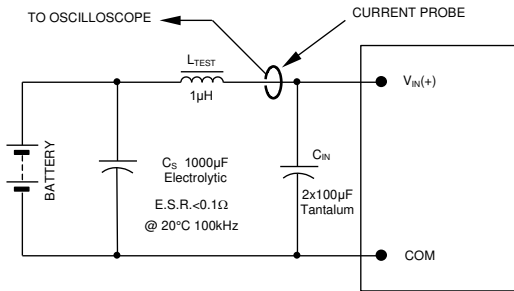 TO OSCILLOSCOPE
CURRENT PROBE
LTEST
1µH
VIN(+)
BATTERY
CS 1000µF
Electrolytic
E.S.R.<0.1Ω
@ 20°C 100kHz
CIN
2x100µF
Tantalum
COM